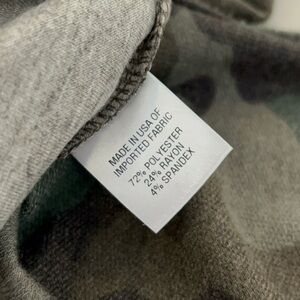 MADE IN USA OF
IMPORTED FABRIC
72% POLYESTER
24% RAYON
4% SPANDEX